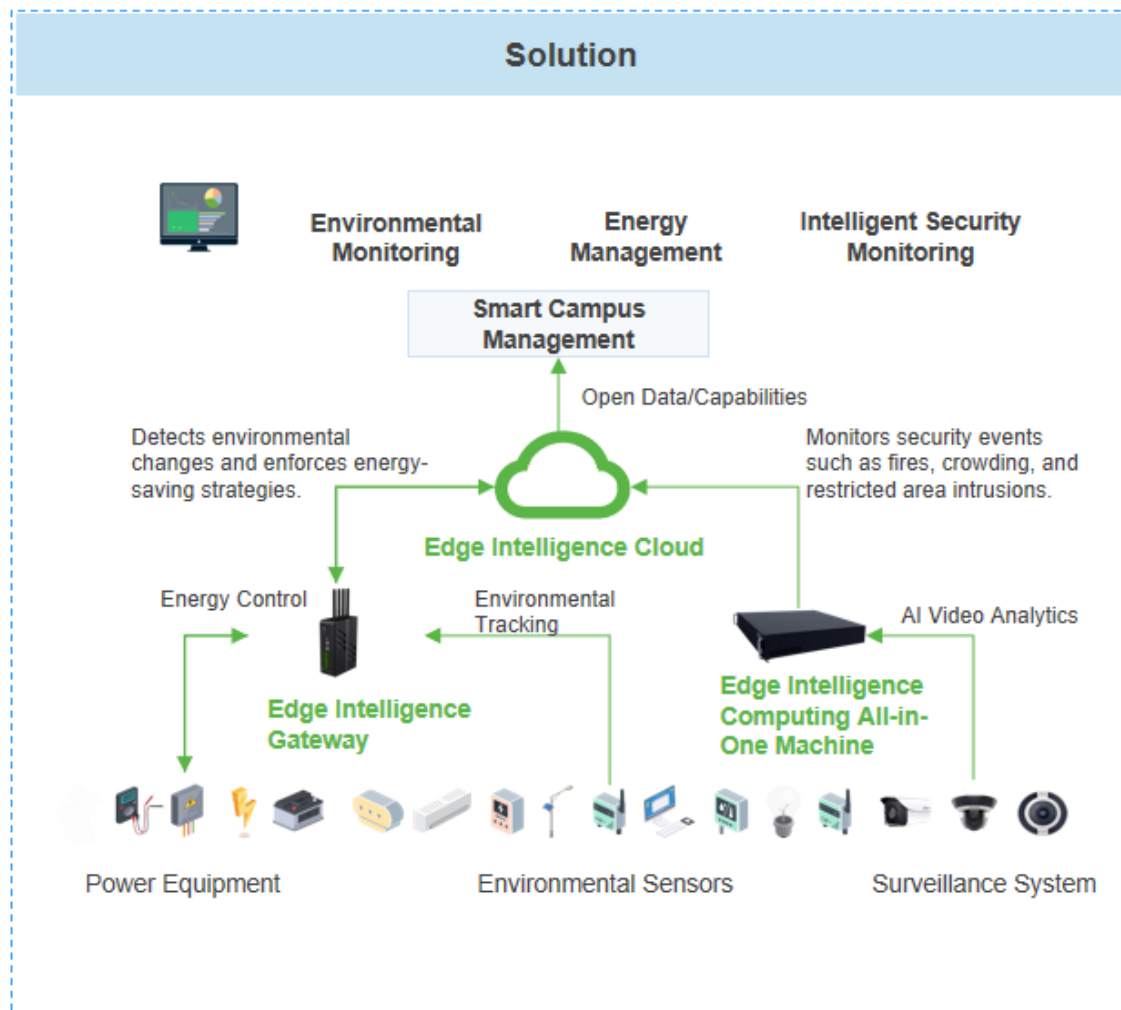 Solution
Environmental
Monitoring
Energy
Management
Intelligent Security
Monitoring
Smart Campus
Management
Open Data/Capabilities
Detects environmental
changes and enforces energy-
saving strategies.
Monitors security events
such as fires, crowding, and
restricted area intrusions.
Edge Intelligence Cloud
Energy Control
Environmental
Tracking
AI Video Analytics
Edge Intelligence
Gateway
Edge Intelligence
Computing All-in-
One Machine
Power Equipment
Environmental Sensors
Surveillance System